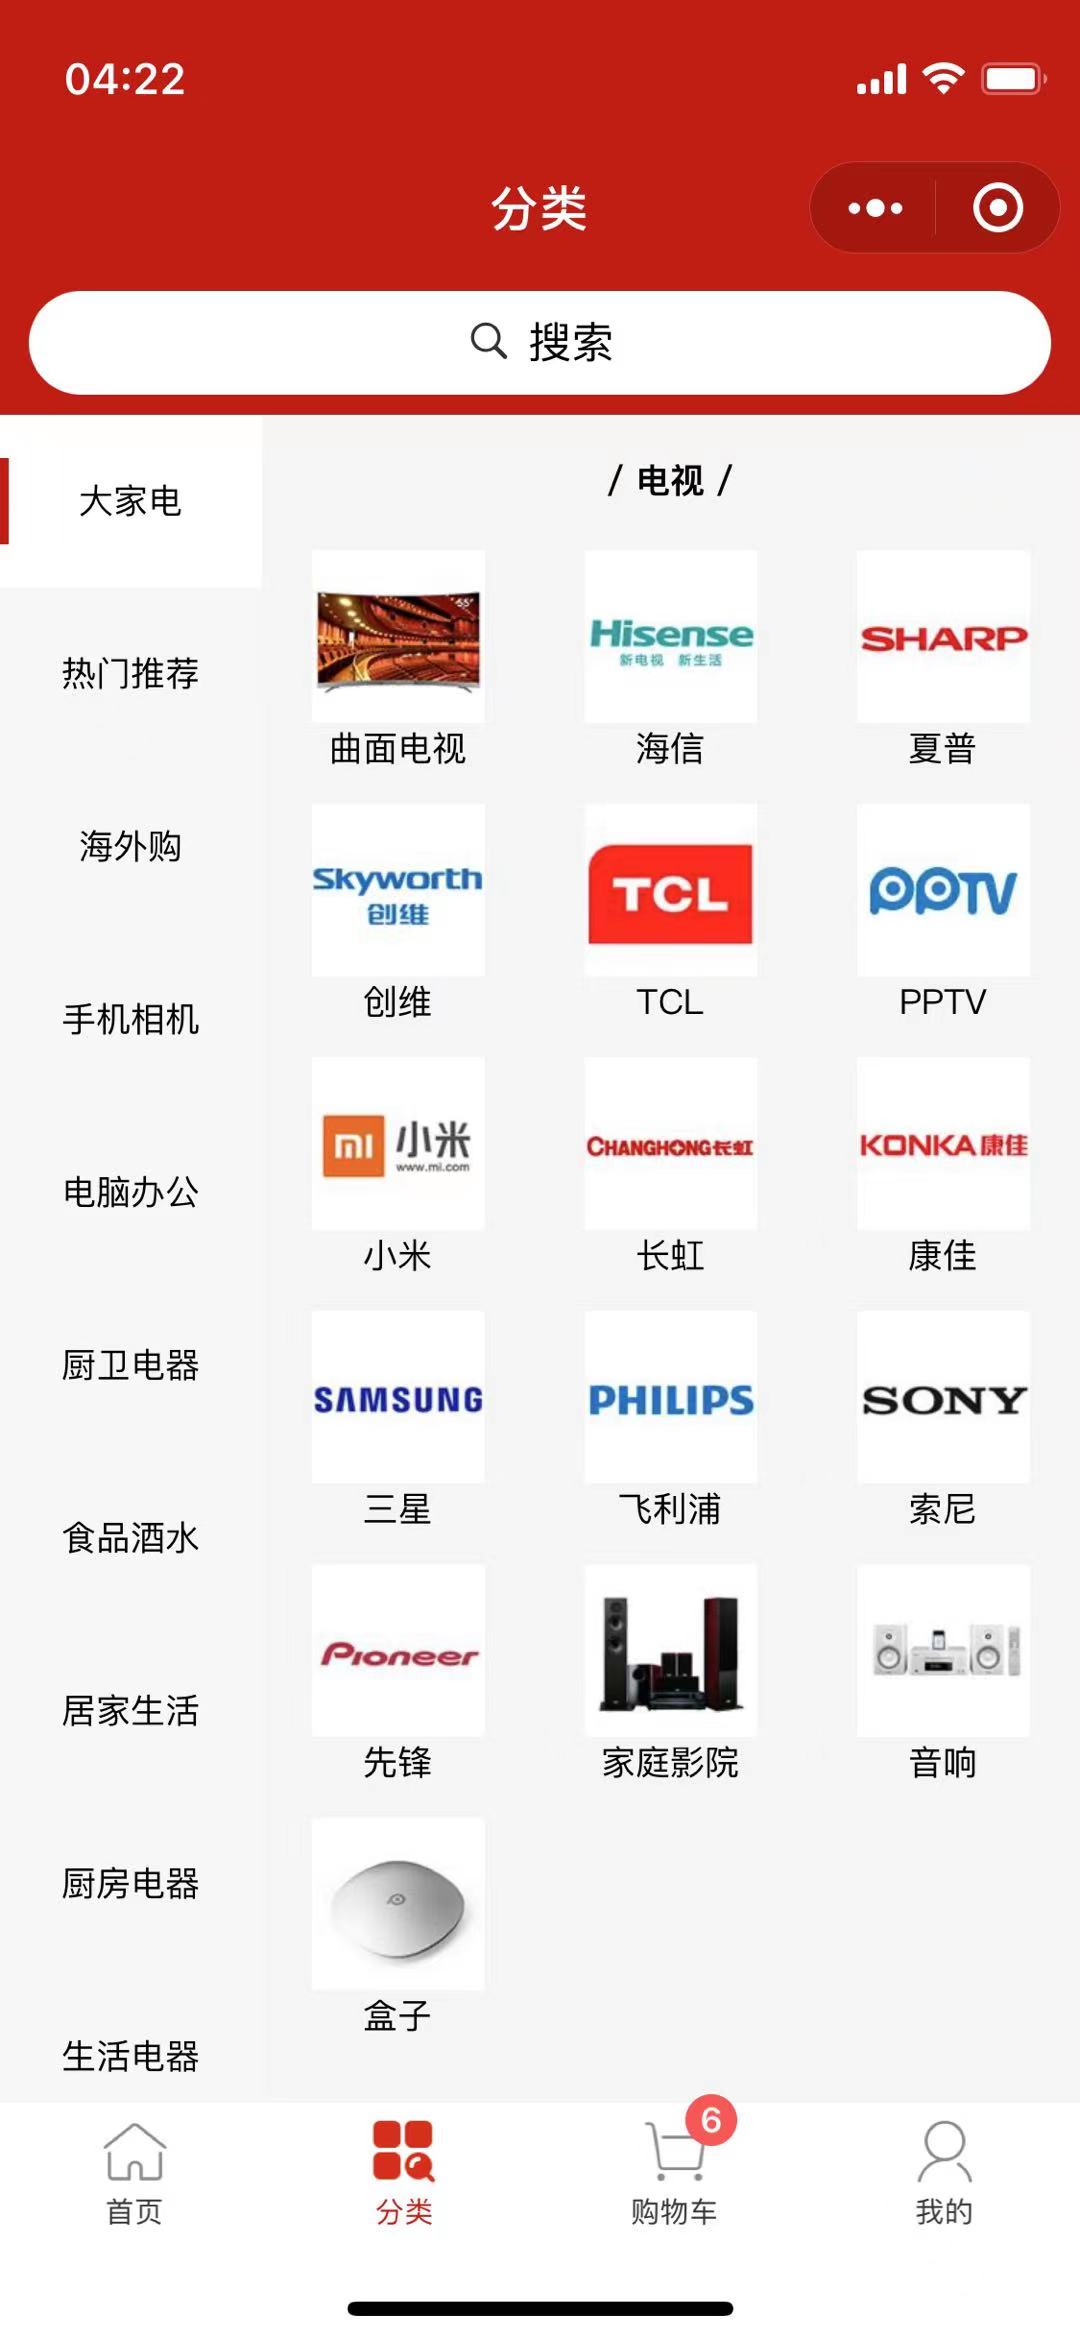 04:22
分类
搜索
大家电
热门推荐
海外购
手机相机
电脑办公
厨卫电器
食品酒水
居家生活
厨房电器
生活电器
/ 电视 /
65"
曲面电视
Hisense
新电视 新生活
海信
SHARP
夏普
Skyworth
创维
创维
TCL
TCL
PPTV
PPTV
mi 小米
www.mi.com
小米
CHANGHONG长虹
长虹
KONKA康佳
康佳
SAMSUNG
三星
PHILIPS
飞利浦
SONY
索尼
Pioneer
先锋
家庭影院
音响
盒子
首页
分类
6
购物车
我的